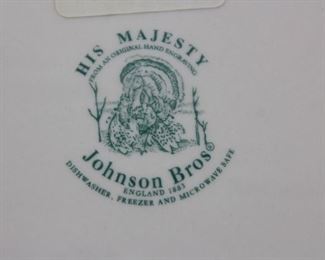 HIS MAJESTY
FROM AN ORIGINAL HAND ENGRAVING
Johnson Bros®
ENGLAND 1883
DISHWASHER, FREEZER AND MICROWAVE SAFE